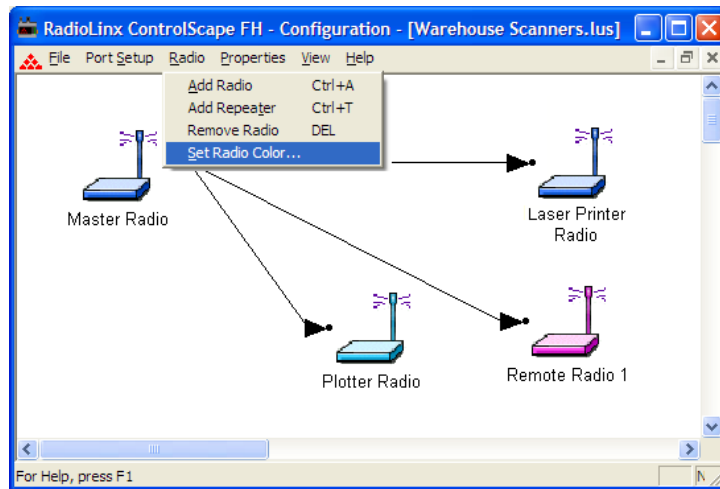 RadioLinx ControlScape FH - Configuration - [Warehouse Scanners.lus]
File Port Setup Radio Properties View Help
Add Radio Ctrl+A
Add Repeater Ctrl+T
Remove Radio DEL
Set Radio Color...
Master Radio
Laser Printer
Radio
Plotter Radio
Remote Radio 1
For Help, press F1
N